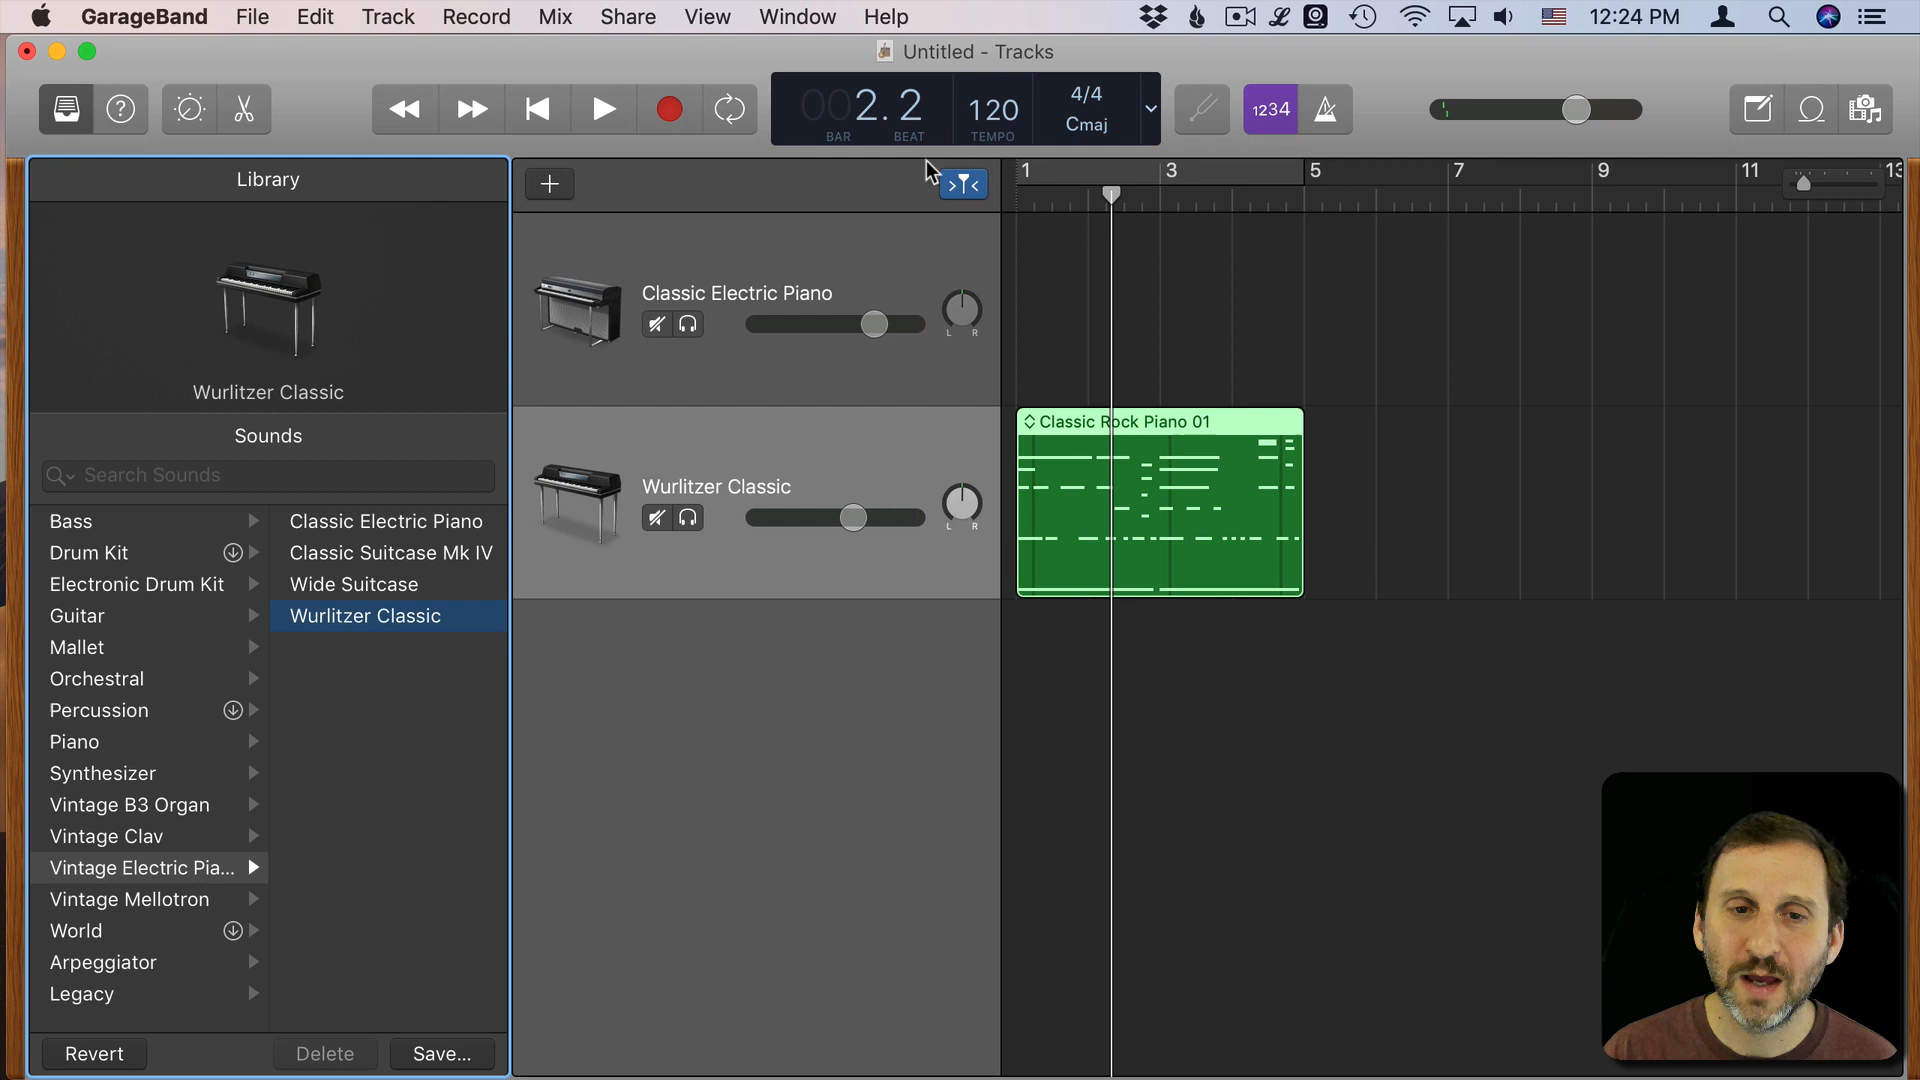 GarageBand File Edit Track Record Mix Share View Window Help 12:24 PM
Untitled - Tracks
002.2 120 4/4 Cmaj
BAR BEAT TEMPO
1234
Library
Wurlitzer Classic
Sounds
Search Sounds
Bass
Drum Kit
Electronic Drum Kit
Guitar
Mallet
Orchestral
Percussion
Piano
Synthesizer
Vintage B3 Organ
Vintage Clav
Vintage Electric Pia...
Vintage Mellotron
World
Arpeggiator
Legacy
Classic Electric Piano
Classic Suitcase Mk IV
Wide Suitcase
Wurlitzer Classic
Revert Delete Save...
1 3 5 7 9 11 13
Classic Electric Piano
L R
Wurlitzer Classic
L R
Classic Rock Piano 01